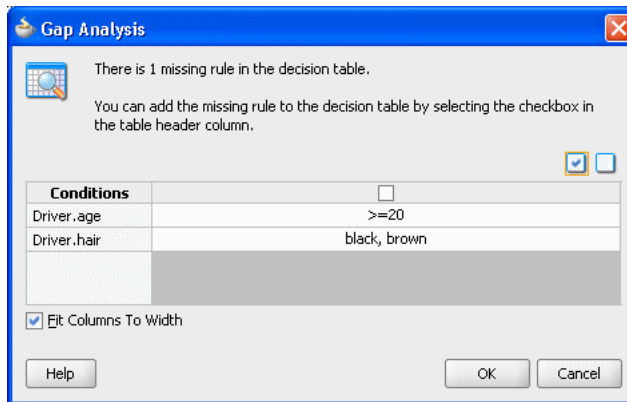 Gap Analysis
There is 1 missing rule in the decision table.
You can add the missing rule to the decision table by selecting the checkbox in
the table header column.
Conditions
Driver.age >=20
Driver.hair black, brown
Fit Columns To Width
Help OK Cancel